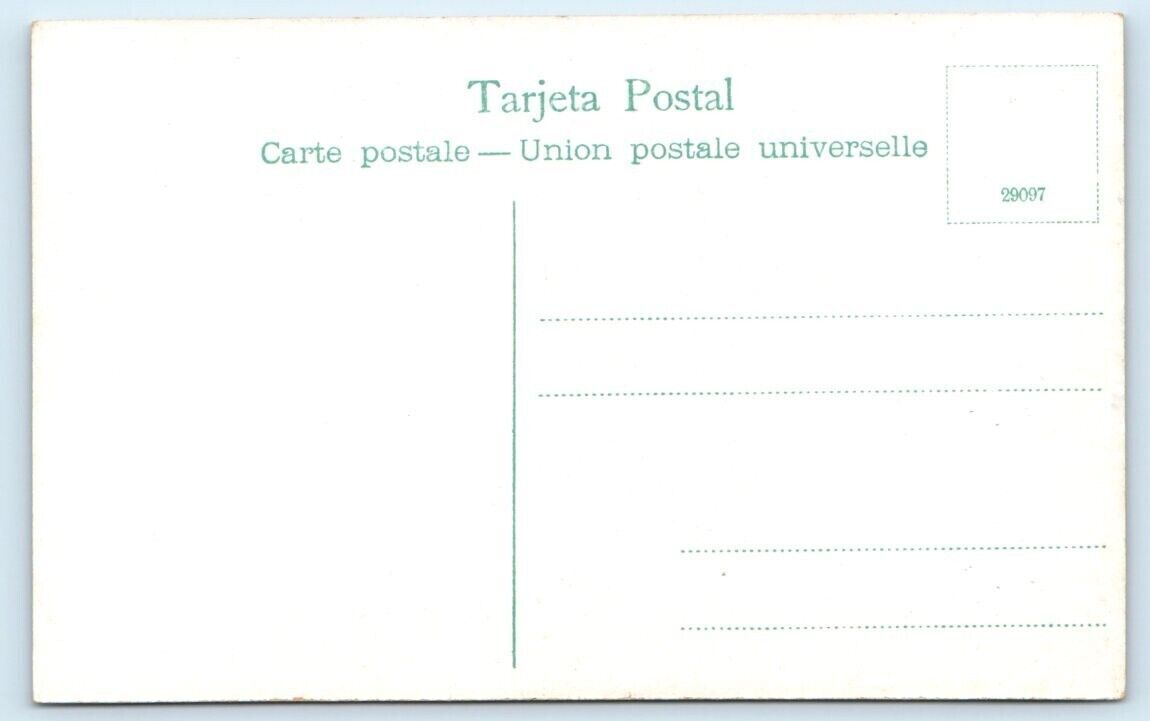 Tarjeta Postal
Carte postale — Union postale universelle
29097